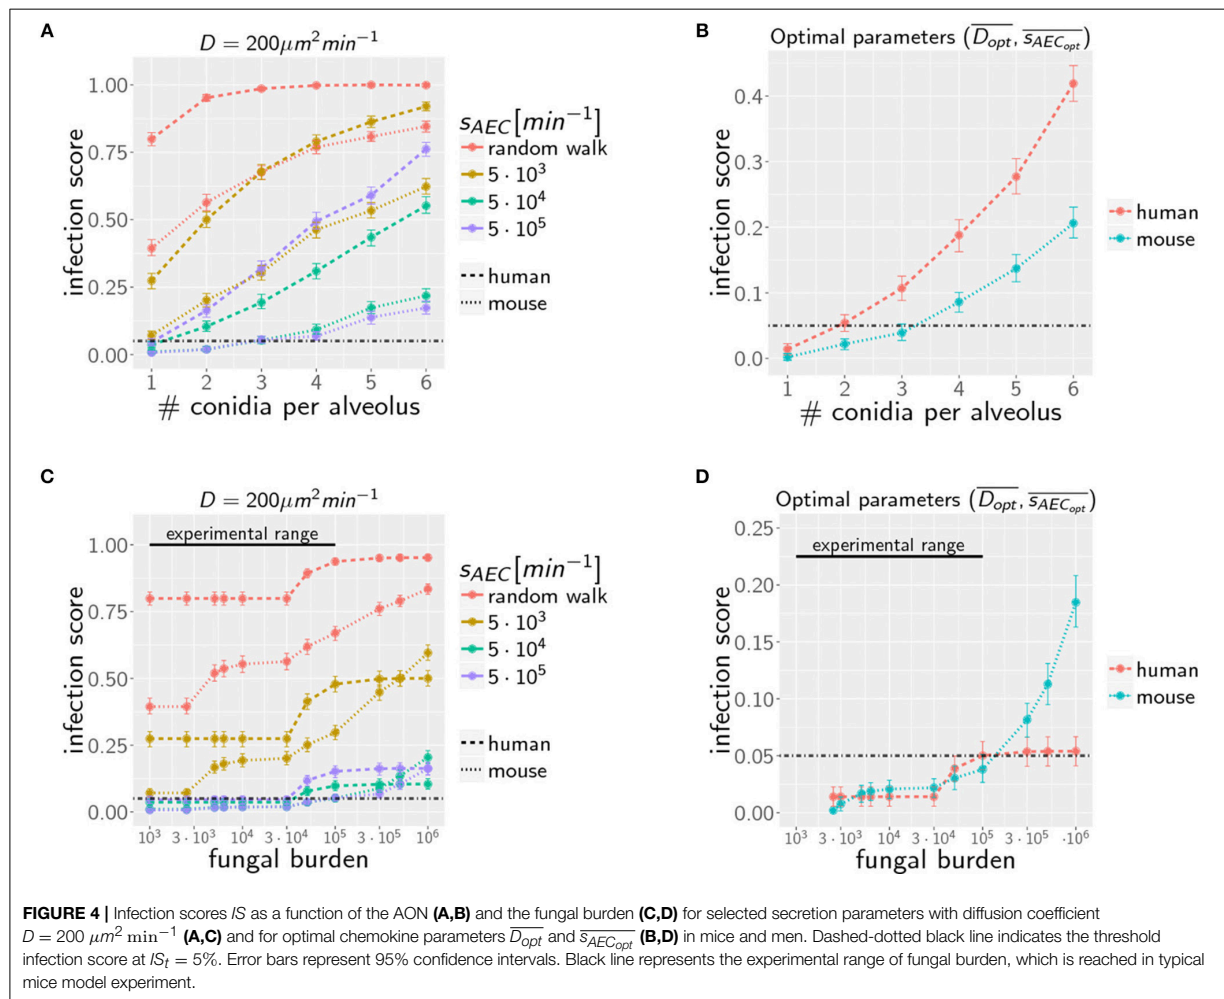 A
D = 200μm²min⁻¹
1.00
0.75
0.50
0.25
0.00
infection score
1 2 3 4 5 6
# conidia per alveolus
s_AEC[min⁻¹]
random walk
5 · 10³
5 · 10⁴
5 · 10⁵
human
mouse
B
Optimal parameters (D̅_opt, s̅_AEC_opt)
0.4
0.3
0.2
0.1
0.0
infection score
1 2 3 4 5 6
# conidia per alveolus
human
mouse
C
D = 200μm²min⁻¹
experimental range
1.00
0.75
0.50
0.25
0.00
infection score
10³ 3 · 10³ 10⁴ 3 · 10⁴ 10⁵ 3 · 10⁵ 10⁶
fungal burden
s_AEC[min⁻¹]
random walk
5 · 10³
5 · 10⁴
5 · 10⁵
human
mouse
D
Optimal parameters (D̅_opt, s̅_AEC_opt)
experimental range
0.25
0.20
0.15
0.10
0.05
0.00
infection score
10³ 3 · 10³ 10⁴ 3 · 10⁴ 10⁵ 3 · 10⁵ ·10⁶
fungal burden
human
mouse
FIGURE 4 | Infection scores IS as a function of the AON (A,B) and the fungal burden (C,D) for selected secretion parameters with diffusion coefficient
D = 200 μm² min⁻¹ (A,C) and for optimal chemokine parameters D̅_opt and s̅_AEC_opt (B,D) in mice and men. Dashed-dotted black line indicates the threshold
infection score at IS_t = 5%. Error bars represent 95% confidence intervals. Black line represents the experimental range of fungal burden, which is reached in typical
mice model experiment.